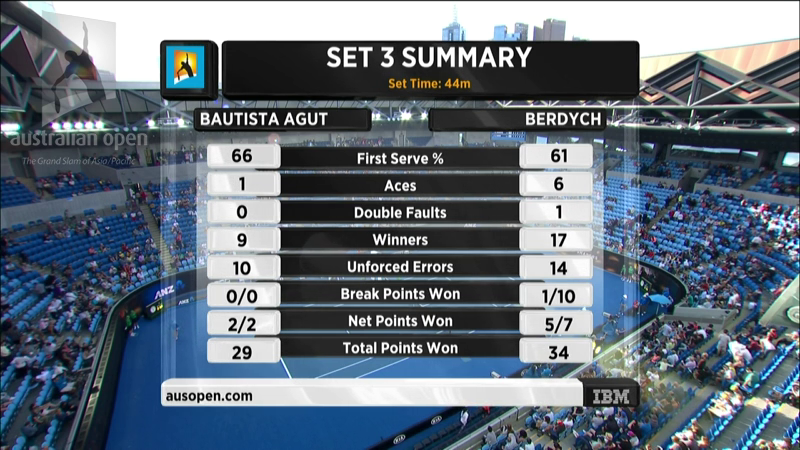 SET 3 SUMMARY
Set Time: 44m
australian open
The Grand Slam of Asia/Pacific
BAUTISTA AGUT BERDYCH
66 First Serve % 61
1 Aces 6
0 Double Faults 1
9 Winners 17
10 Unforced Errors 14
0/0 Break Points Won 1/10
2/2 Net Points Won 5/7
29 Total Points Won 34
ANZ
ausopen.com IBM
KIA